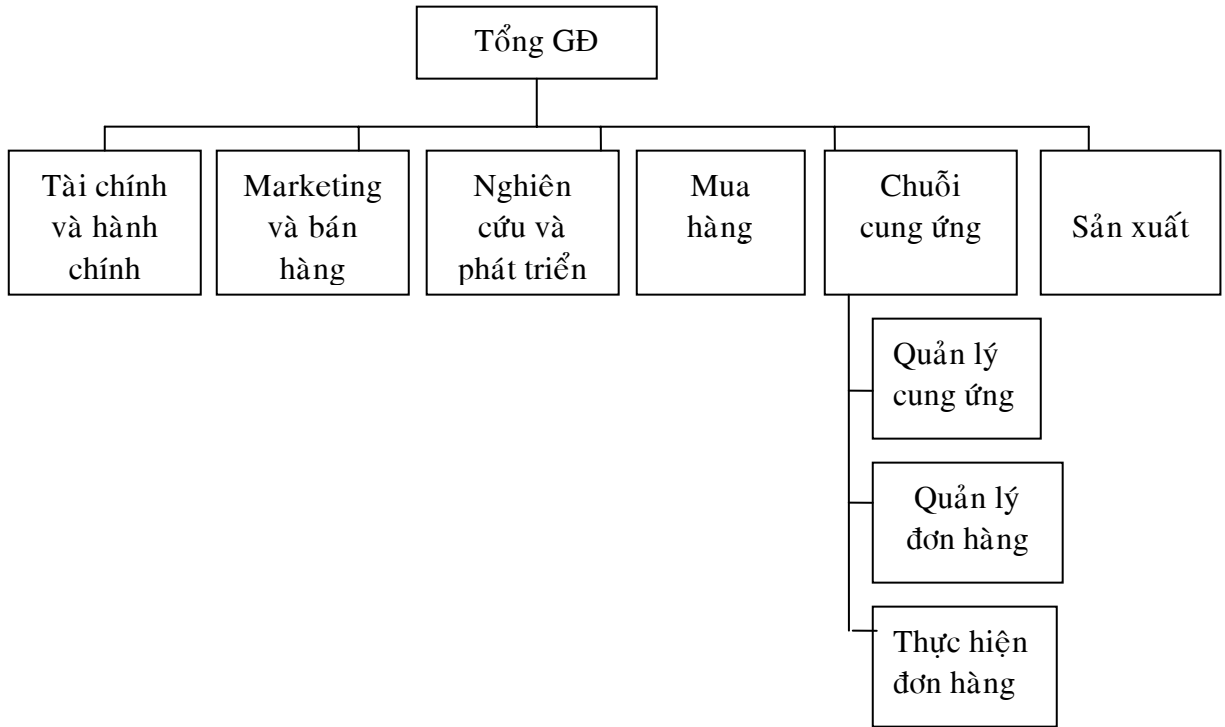 Tổng GĐ
Tài chính
và hành
chính
Marketing
và bán
hàng
Nghiên
cứu và
phát triển
Mua
hàng
Chuỗi
cung ứng
Sản xuất
Quản lý
cung ứng
Quản lý
đơn hàng
Thực hiện
đơn hàng